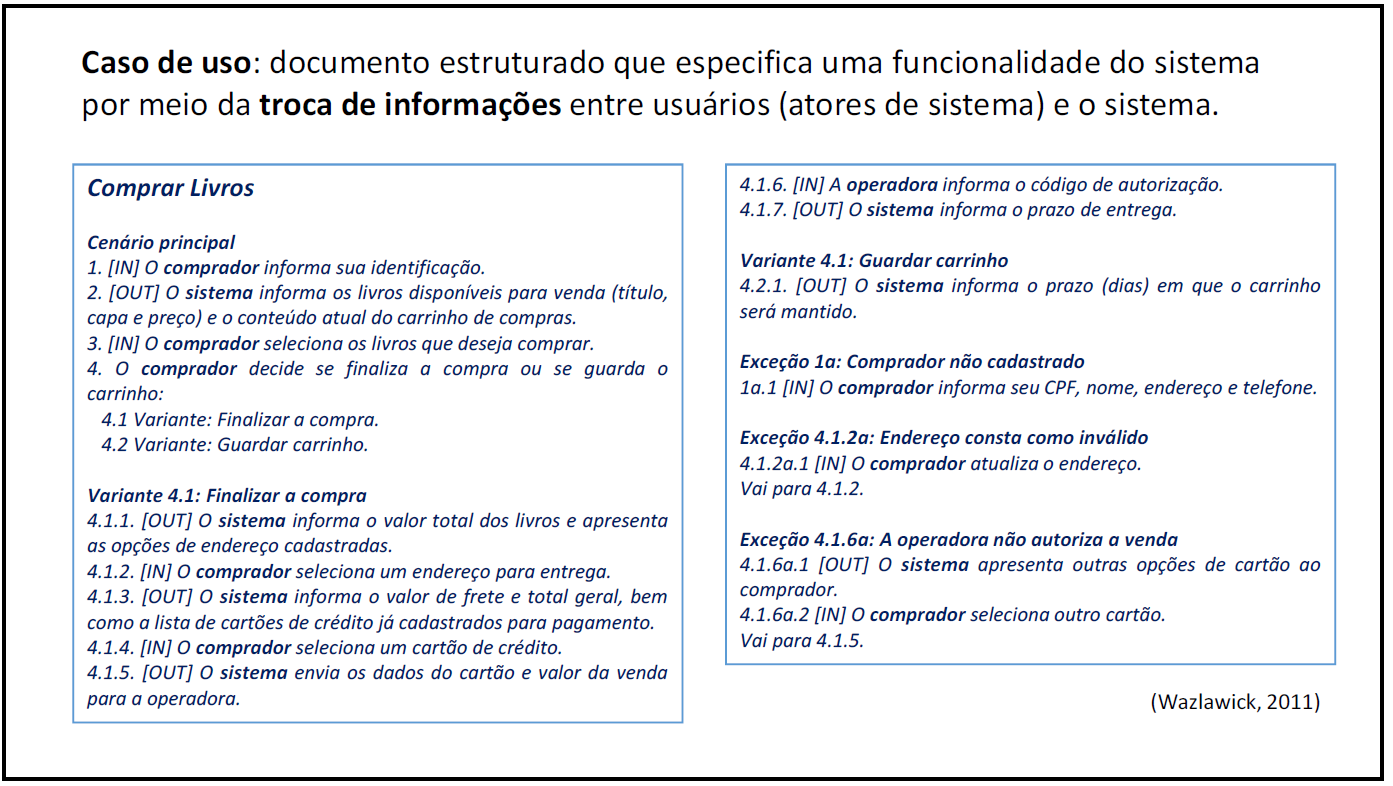 Caso de uso: documento estruturado que especifica uma funcionalidade do sistema
por meio da troca de informações entre usuários (atores de sistema) e o sistema.
Comprar Livros
Cenário principal
1. [IN] O comprador informa sua identificação.
2. [OUT] O sistema informa os livros disponíveis para venda (título,
capa e preço) e o conteúdo atual do carrinho de compras.
3. [IN] O comprador seleciona os livros que deseja comprar.
4. O comprador decide se finaliza a compra ou se guarda o
carrinho:
4.1 Variante: Finalizar a compra.
4.2 Variante: Guardar carrinho.
Variante 4.1: Finalizar a compra
4.1.1. [OUT] O sistema informa o valor total dos livros e apresenta
as opções de endereço cadastradas.
4.1.2. [IN] O comprador seleciona um endereço para entrega.
4.1.3. [OUT] O sistema informa o valor de frete e total geral, bem
como a lista de cartões de crédito já cadastrados para pagamento.
4.1.4. [IN] O comprador seleciona um cartão de crédito.
4.1.5. [OUT] O sistema envia os dados do cartão e valor da venda
para a operadora.
4.1.6. [IN] A operadora informa o código de autorização.
4.1.7. [OUT] O sistema informa o prazo de entrega.
Variante 4.1: Guardar carrinho
4.2.1. [OUT] O sistema informa o prazo (dias) em que o carrinho
será mantido.
Exceção 1a: Comprador não cadastrado
1a.1 [IN] O comprador informa seu CPF, nome, endereço e telefone.
Exceção 4.1.2a: Endereço consta como inválido
4.1.2a.1 [IN] O comprador atualiza o endereço.
Vai para 4.1.2.
Exceção 4.1.6a: A operadora não autoriza a venda
4.1.6a.1 [OUT] O sistema apresenta outras opções de cartão ao
comprador.
4.1.6a.2 [IN] O comprador seleciona outro cartão.
Vai para 4.1.5.
(Wazlawick, 2011)